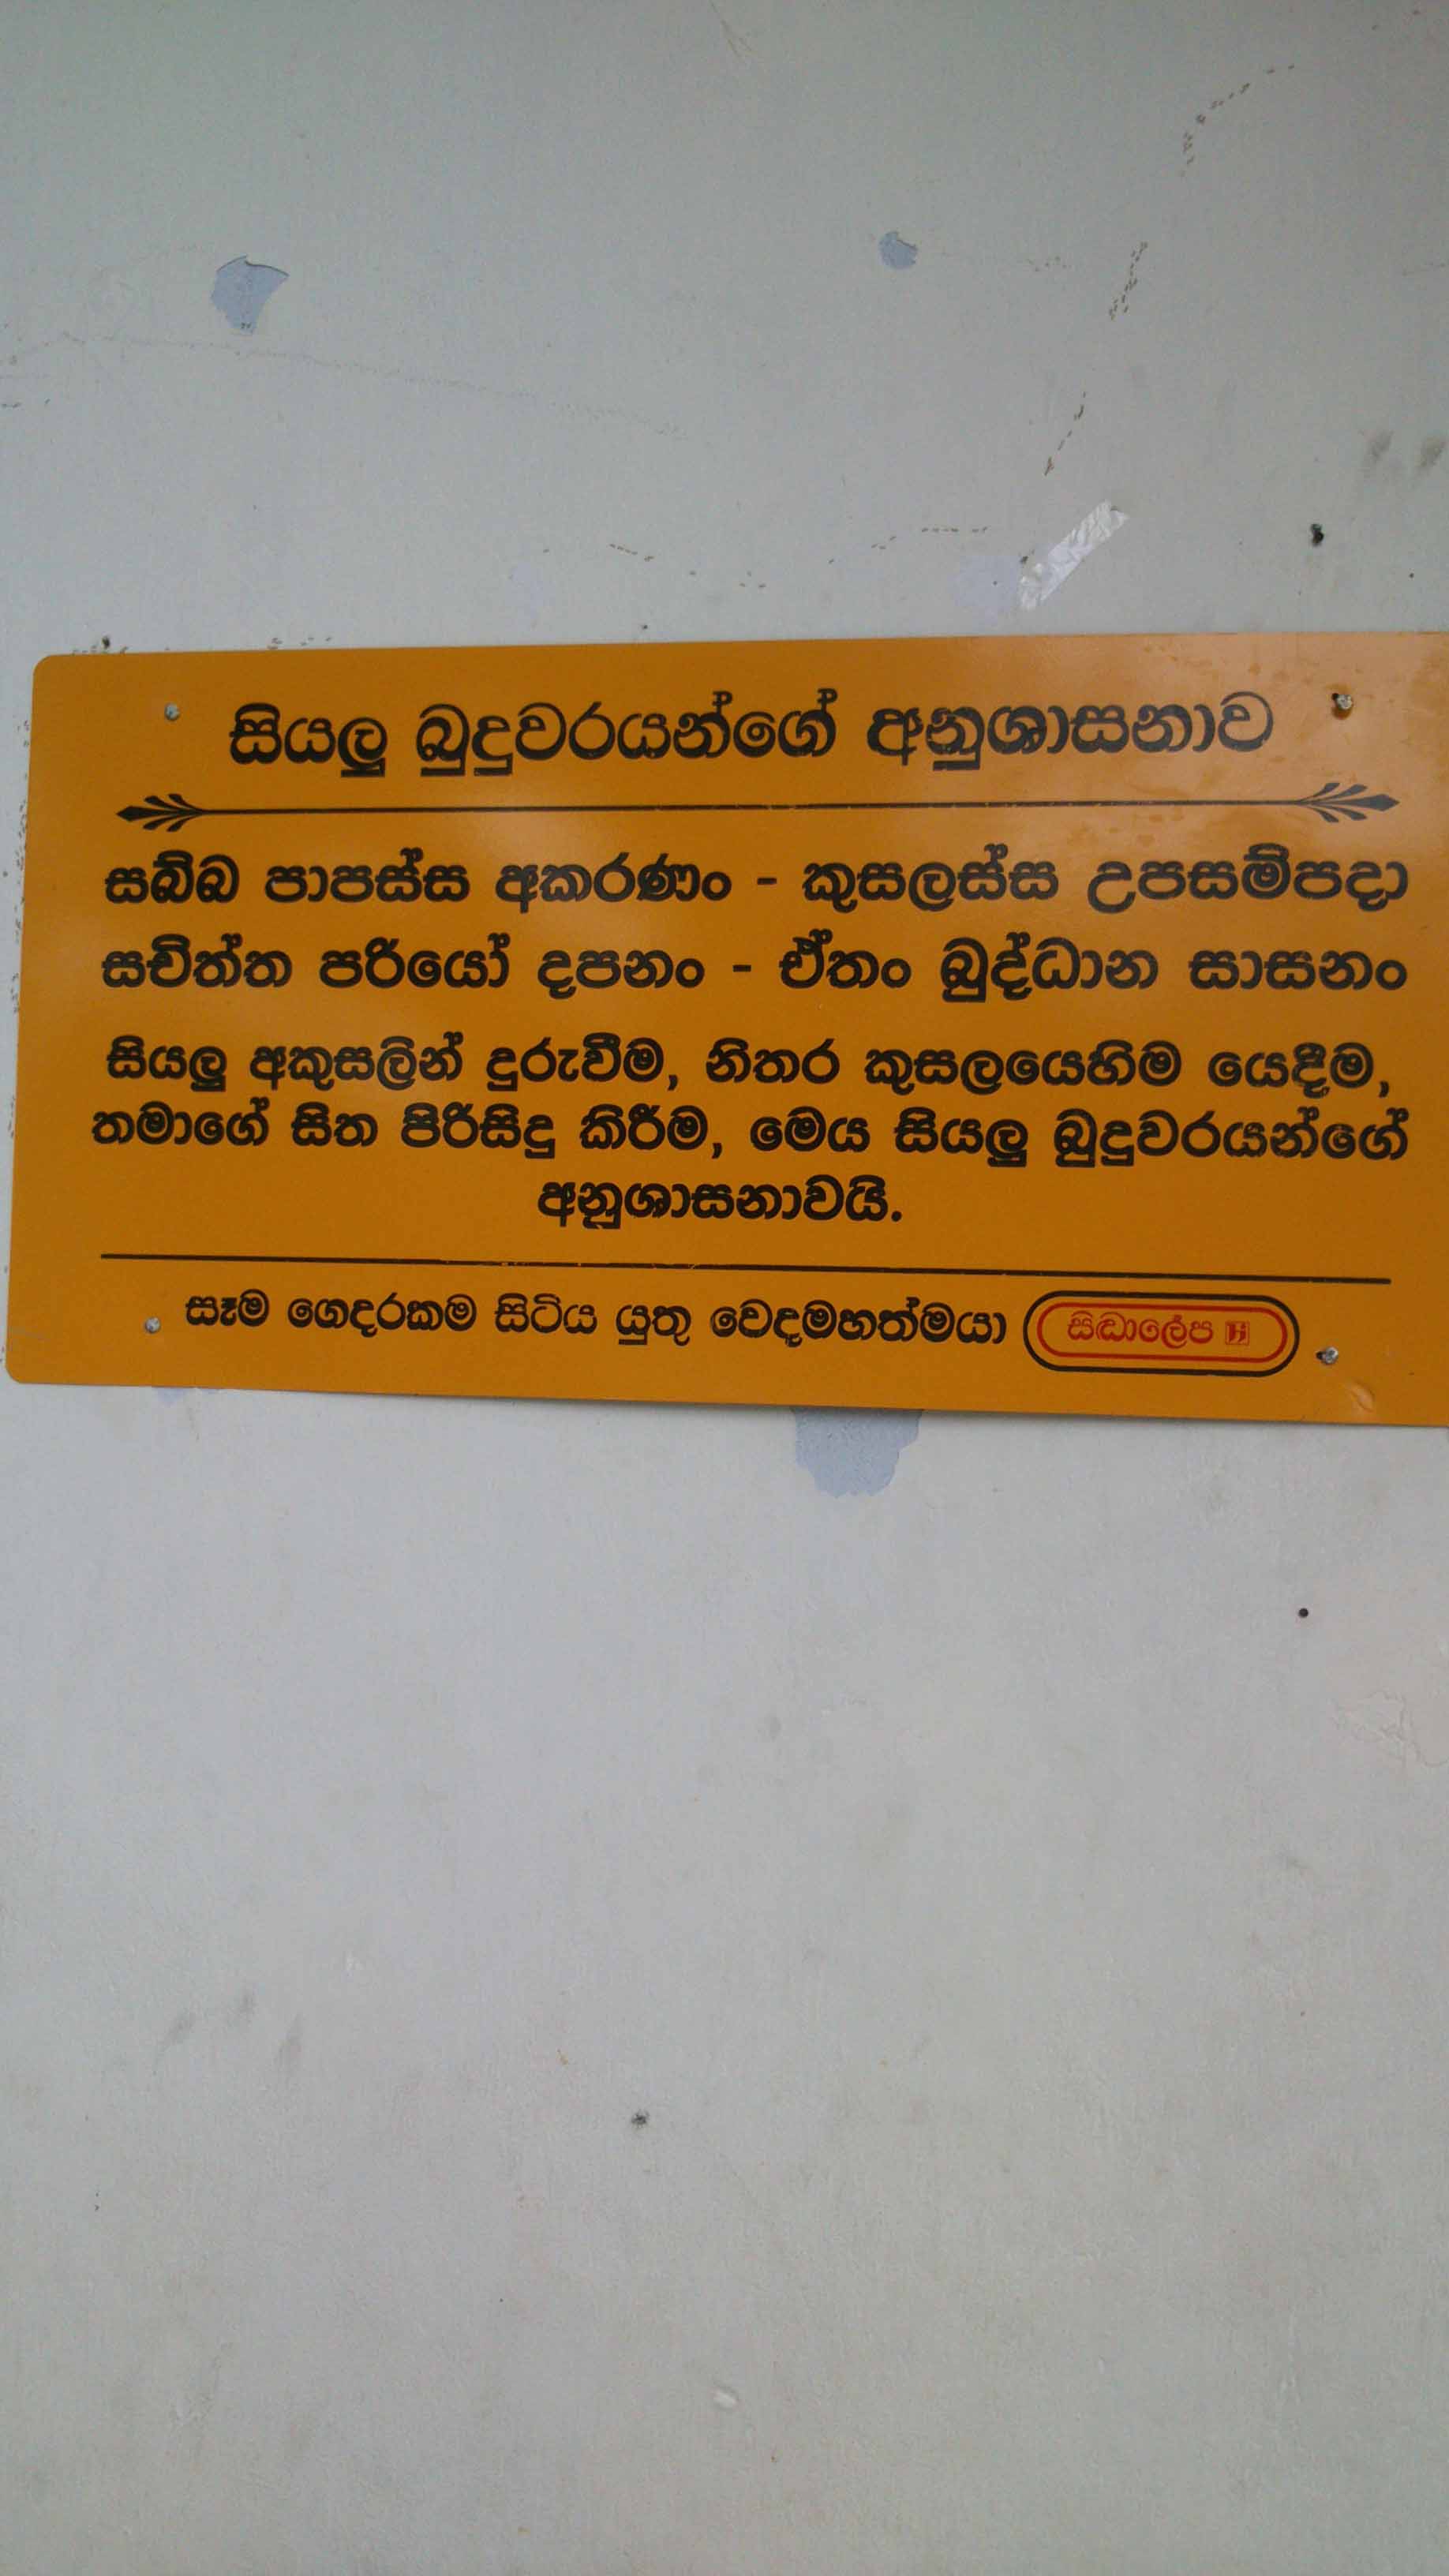 සියලු බුදුවරයන්ගේ අනුශාසනාව
සබ්බ පාපස්ස අකරණං - කුසලස්ස උපසම්පදා
සචිත්ත පරියෝ දපනං - ඒතං බුද්ධාන සාසනං
සියලු අකුසලින් දුරුවීම, නිතර කුසලයෙහිම යෙදීම,
තමාගේ සිත පිරිසිදු කිරීම, මෙය සියලු බුදුවරයන්ගේ
අනුශාසනාවයි.
සෑම ගෙදරකම සිටිය යුතු වෙදමහත්මයා සිඬාලේප